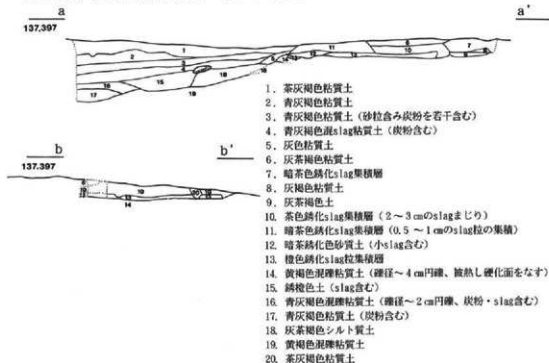 a
a'
137.397
b
b'
137.397
1. 茶灰褐色粘質土
2. 青灰褐色粘質土
3. 青灰褐色粘質土（砂粒含み炭粉を若干含む）
4. 青灰褐色混slag粘質土（炭粉含む）
5. 灰色粘質土
6. 灰茶褐色粘質土
7. 暗茶色銹化slag集積層
8. 灰褐色粘質土
9. 灰茶褐色土
10. 茶色銹化slag集積層（2～3cmのslagまじり）
11. 暗茶色銹化slag集積層（0.5～1cmのslag粒の集積）
12. 暗茶銹化色砂質土（小slag含む）
13. 橙色銹化slag粒集積層
14. 黄褐色混礫粘質土（礫径～4cm円礫、被熱し硬化面をなす）
15. 銹橙色土（slag含む）
16. 青灰褐色混礫粘質土（礫径～2cm円礫、炭粉・slag含む）
17. 青灰褐色粘質土（炭粉含む）
18. 灰茶褐色シルト質土
19. 黄褐色混礫粘質土
20. 茶灰褐色粘質土